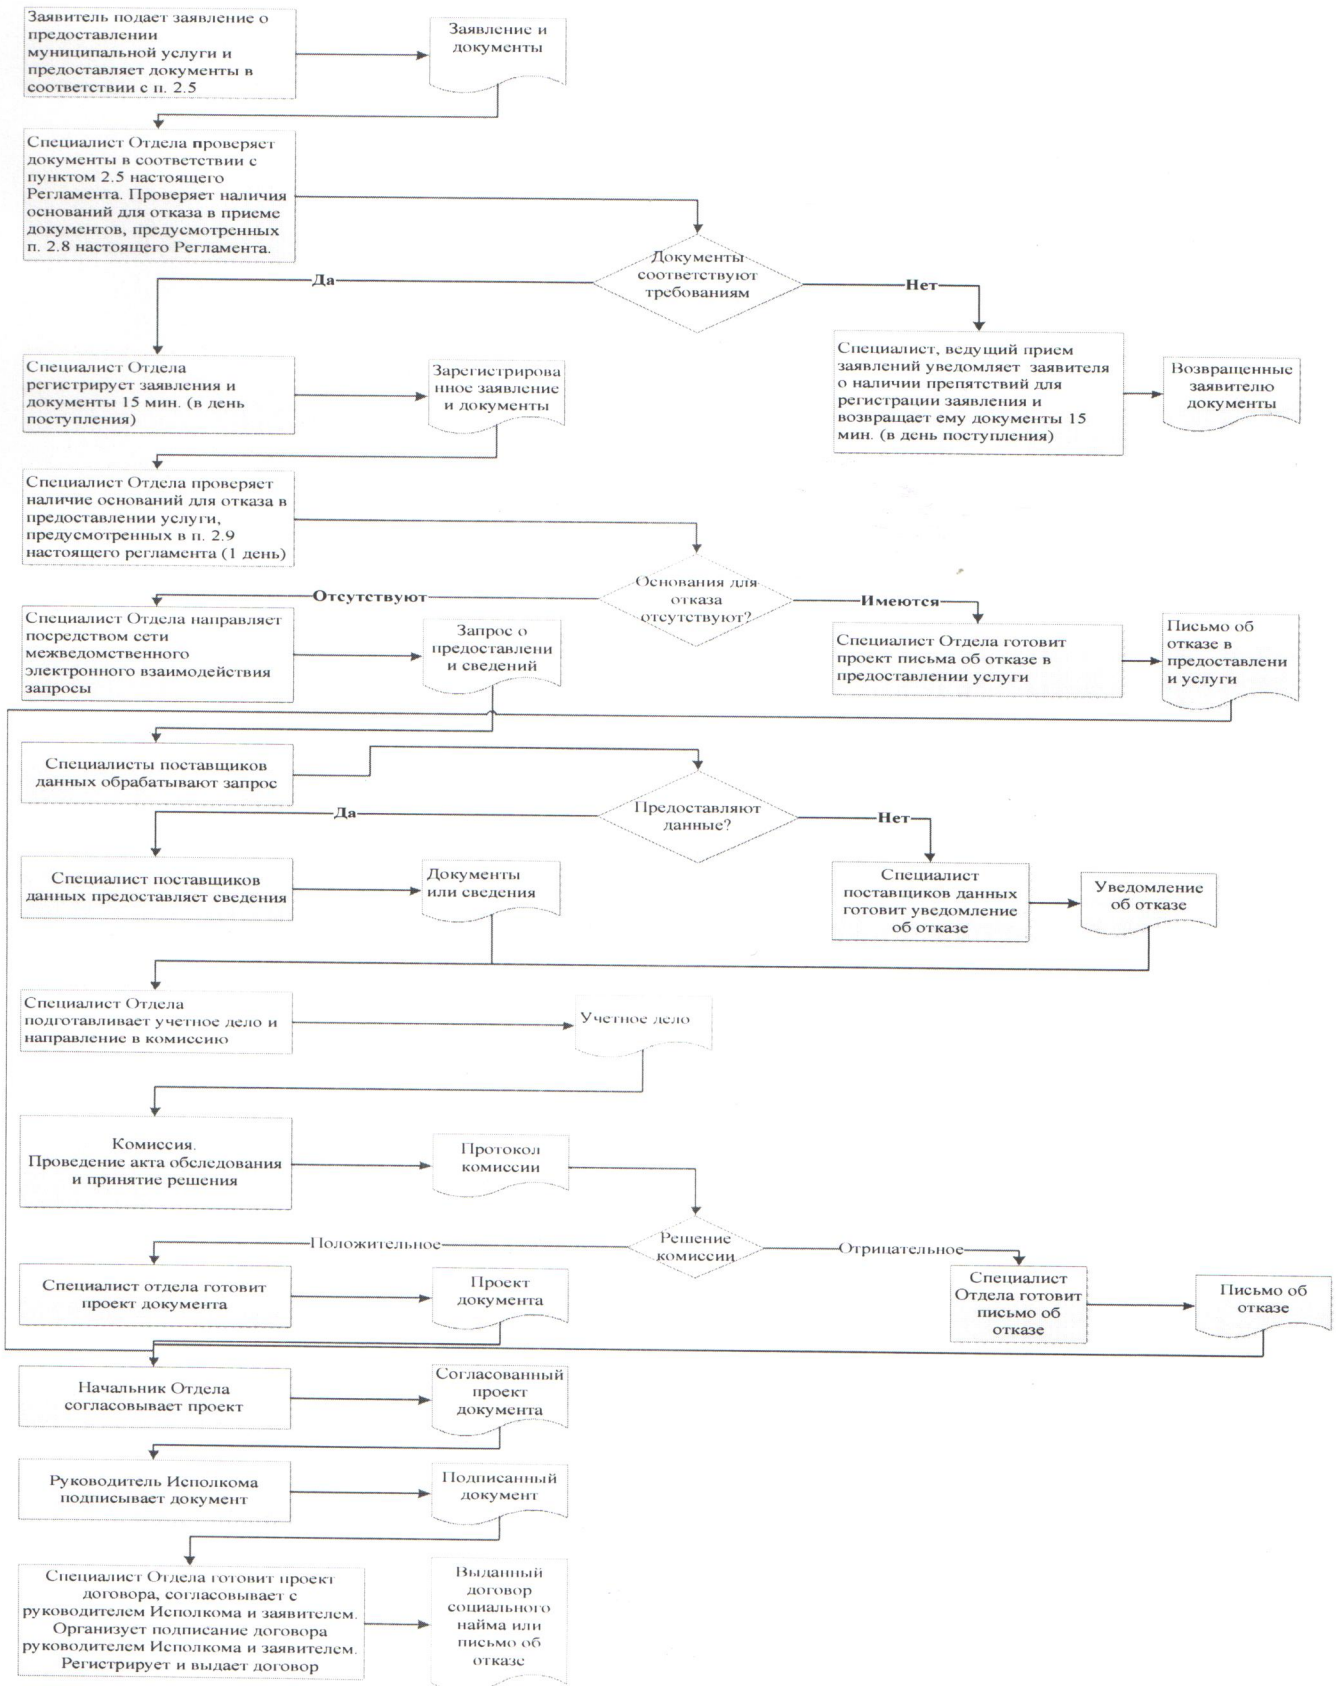 Заявитель подает заявление о
предоставлении
муниципальной услуги и
предоставляет документы в
соответствии с п. 2.5
Заявление и
документы
Специалист Отдела проверяет
документы в соответствии с
пунктом 2.5 настоящего
Регламента. Проверяет наличия
оснований для отказа в приеме
документов, предусмотренных
п. 2.8 настоящего Регламента.
Документы
соответствуют
требованиям
Да
Нет
Специалист Отдела
регистрирует заявления и
документы 15 мин. (в день
поступления)
Зарегистрирова
нное заявление
и документы
Специалист, ведущий прием
заявлений уведомляет заявителя
о наличии препятствий для
регистрации заявления и
возвращает ему документы 15
мин. (в день поступления)
Возвращенные
заявителю
документы
Специалист Отдела проверяет
наличие оснований для отказа в
предоставлении услуги,
предусмотренных в п. 2.9
настоящего регламента (1 день)
Основания для
отказа
отсутствуют?
Отсутствуют
Имеются
Специалист Отдела направляет
посредством сети
межведомственного
электронного взаимодействия
запросы
Запрос о
предоставлени
и сведений
Специалист Отдела готовит
проект письма об отказе в
предоставлении услуги
Письмо об
отказе в
предоставлени
и услуги
Специалисты поставщиков
данных обрабатывают запрос
Предоставляют
данные?
Да
Нет
Специалист поставщиков
данных предоставляет сведения
Документы
или сведения
Специалист
поставщиков данных
готовит уведомление
об отказе
Уведомление
об отказе
Специалист Отдела
подготавливает учетное дело и
направление в комиссию
Учетное дело
Комиссия.
Проведение акта обследования
и принятие решения
Протокол
комиссии
Решение
комиссии
Положительное
Отрицательное
Специалист отдела готовит
проект документа
Проект
документа
Специалист
Отдела готовит
письмо об
отказе
Письмо об
отказе
Начальник Отдела
согласовывает проект
Согласованный
проект
документа
Руководитель Исполкома
подписывает документ
Подписанный
документ
Специалист Отдела готовит проект
договора, согласовывает с
руководителем Исполкома и заявителем.
Организует подписание договора
руководителем Исполкома и заявителем.
Регистрирует и выдает договор
Выданный
договор
социального
найма или
письмо об
отказе